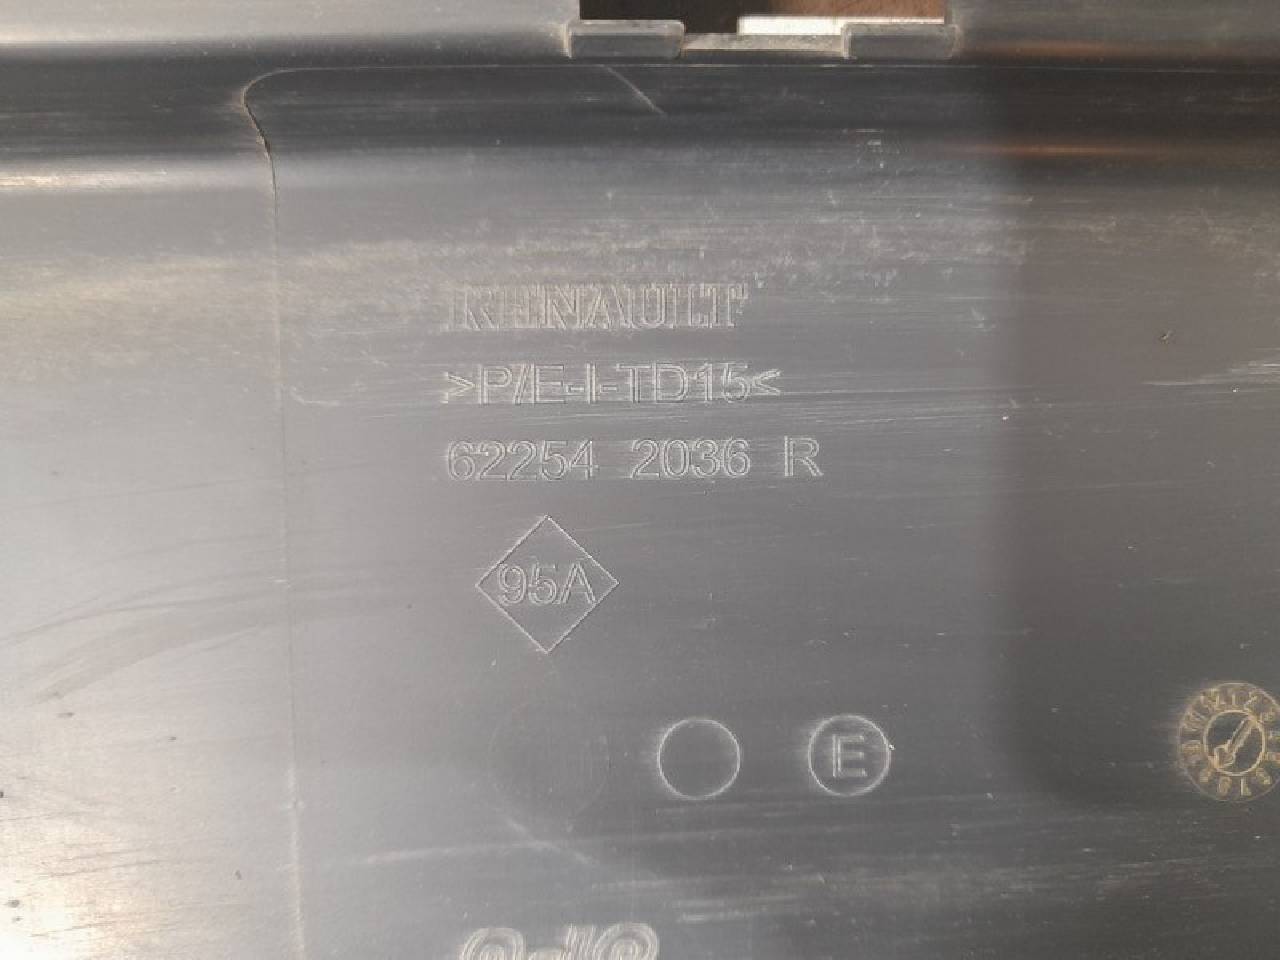 RENAULT
>P/E-I-TD15<
62254 2036 R
95A
E